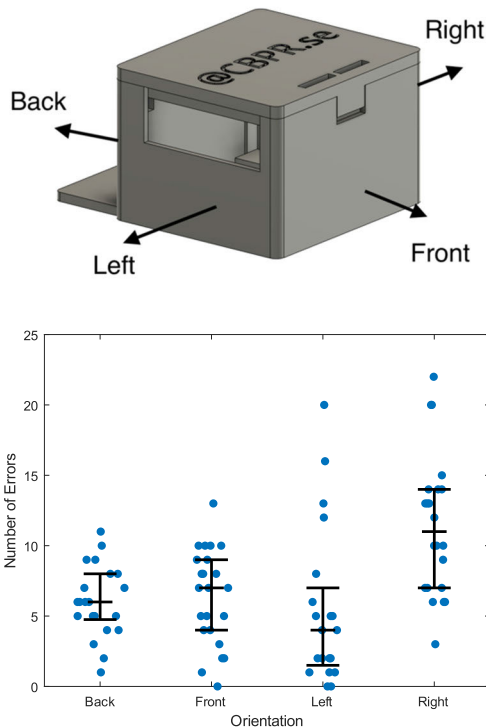 Right
@CBPR.se
Back
Left
Front
25
20
15
10
5
0
Number of Errors
Back Front Left Right
Orientation